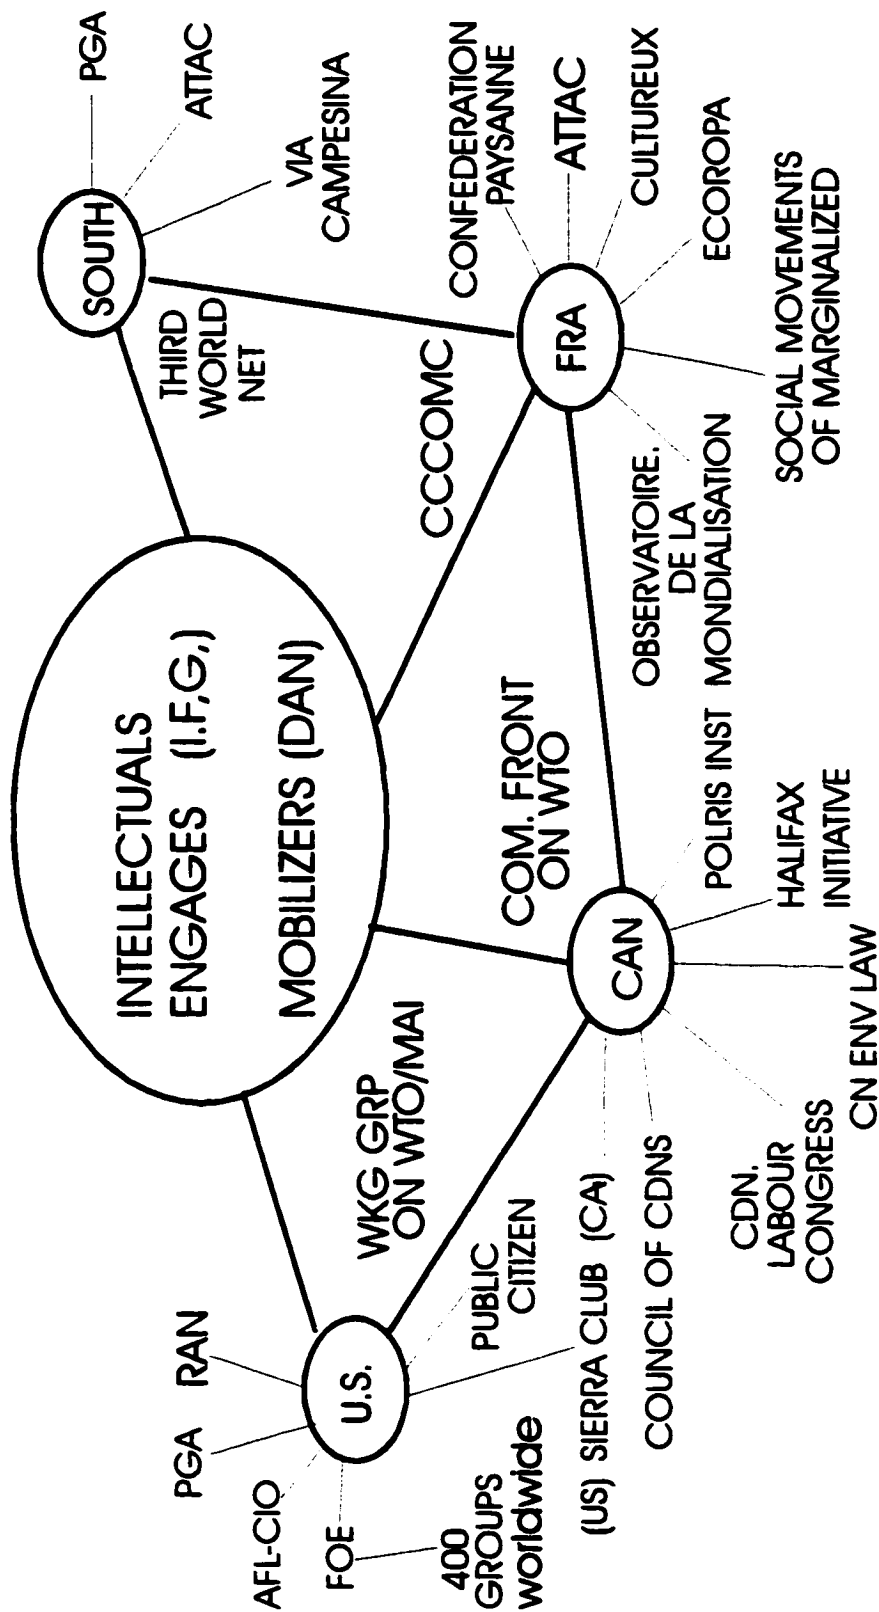 INTELLECTUALS
ENGAGES (I.F,G,)
MOBILIZERS (DAN)
SOUTH
PGA
ATTAC
VIA
CAMPESINA
THIRD
WORLD
NET
CCCOMC
FRA
CONFEDERATION
PAYSANNE
ATTAC
CULTUREUX
ECOROPA
SOCIAL MOVEMENTS
OF MARGINALIZED
OBSERVATOIRE.
DE LA
MONDIALISATION
COM. FRONT
ON WTO
CAN
POLRIS INST
HALIFAX
INITIATIVE
CN ENV LAW
CDN.
LABOUR
CONGRESS
COUNCIL OF CDNS
(US) SIERRA CLUB (CA)
WKG GRP
ON WTO/MAI
U.S.
PUBLIC
CITIZEN
RAN
PGA
AFL-CIO
FOE
400
GROUPS
worldwide